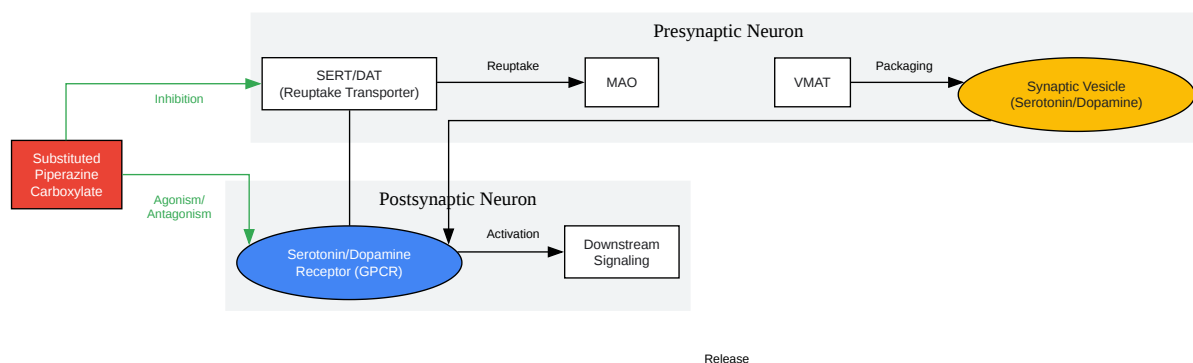 Presynaptic Neuron
SERT/DAT
(Reuptake Transporter)
Reuptake
MAO
VMAT
Packaging
Synaptic Vesicle
(Serotonin/Dopamine)
Inhibition
Substituted
Piperazine
Carboxylate
Agonism/
Antagonism
Postsynaptic Neuron
Serotonin/Dopamine
Receptor (GPCR)
Activation
Downstream
Signaling
Release